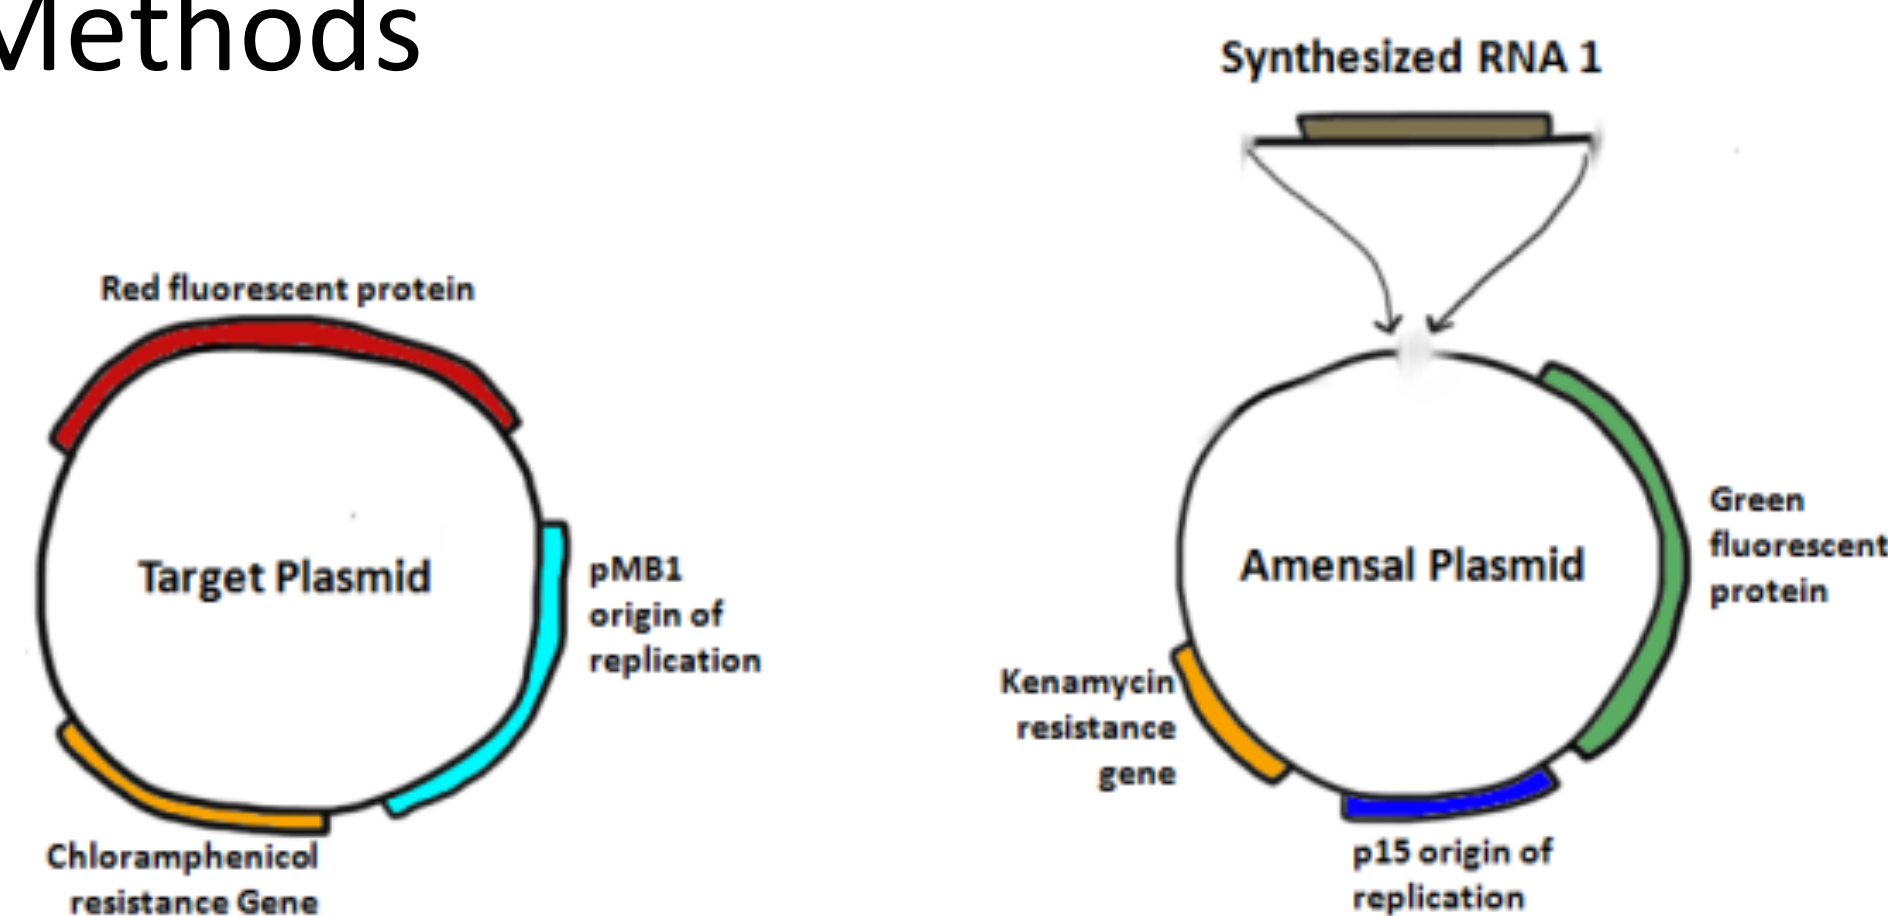 Methods
Synthesized RNA 1
Red fluorescent protein
Target Plasmid
pMB1
origin of
replication
Chloramphenicol
resistance Gene
Amensal Plasmid
Green
fluorescent
protein
Kenamycin
resistance
gene
p15 origin of
replication